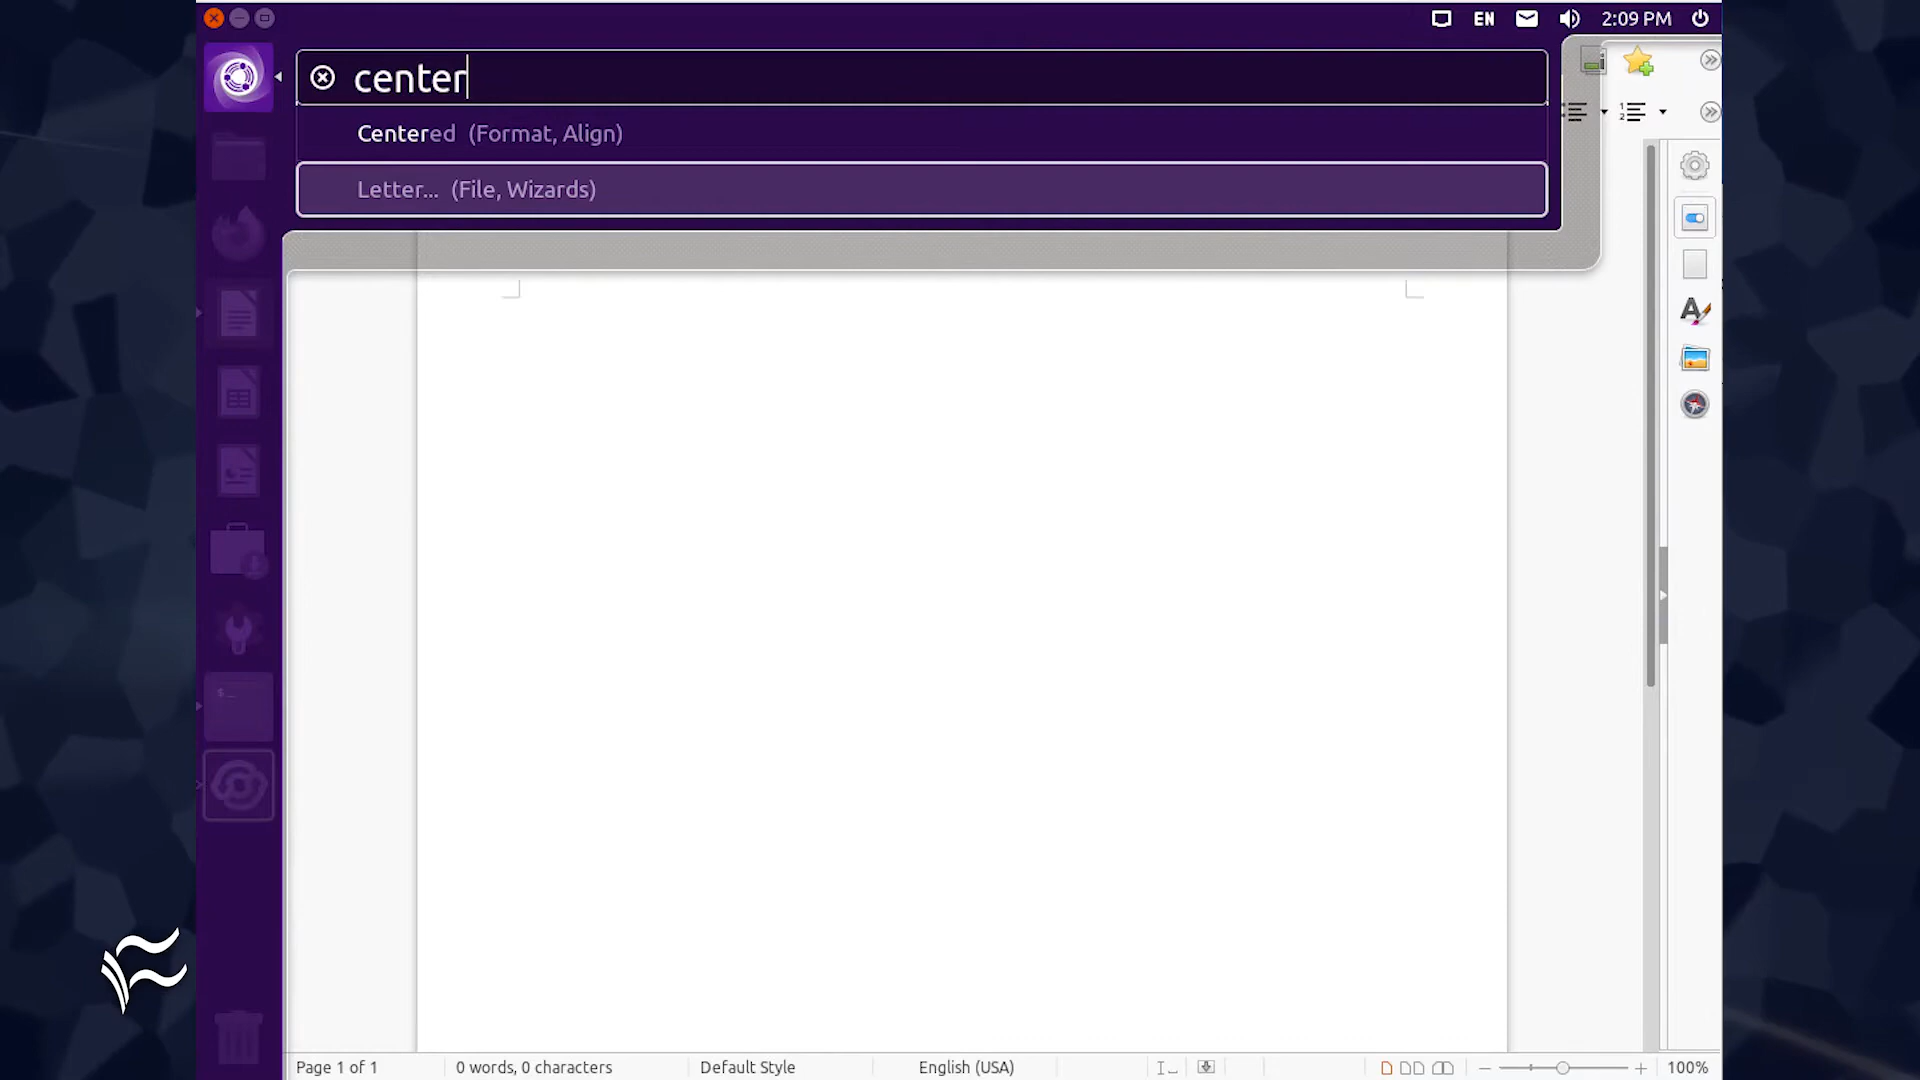 EN 2:09 PM
center
Centered (Format, Align)
Letter... (File, Wizards)
Page 1 of 1 0 words, 0 characters Default Style English (USA) 100%